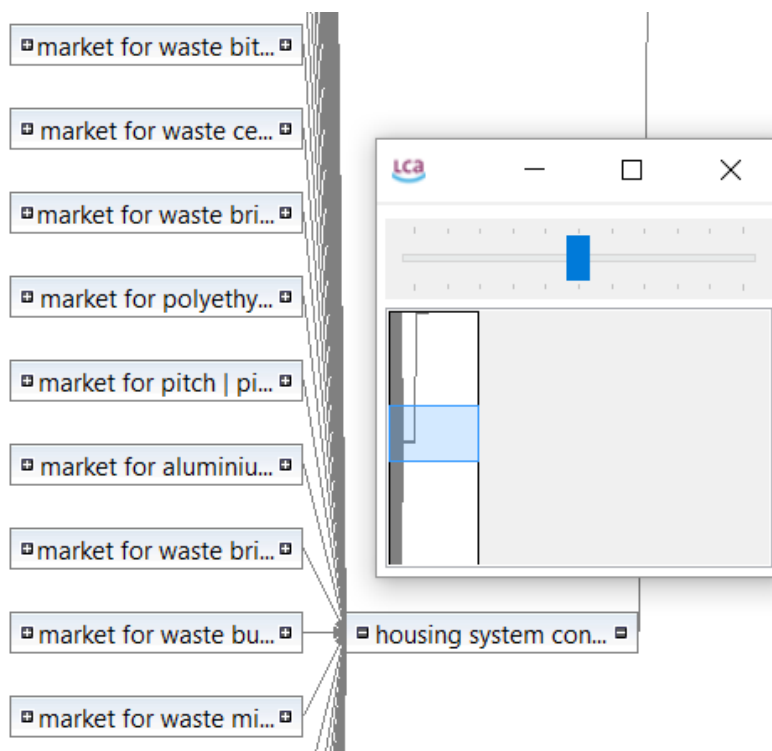 market for waste bit...
market for waste ce...
market for waste bri...
market for polyethy...
market for pitch | pi...
market for aluminiu...
market for waste bri...
market for waste bu...
market for waste mi...
housing system con...
LCA